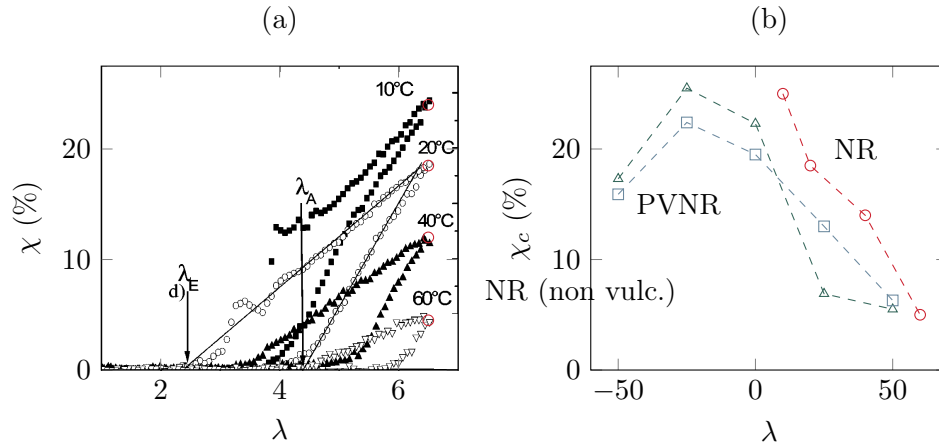 (a)
(b)
χ (%)
20
10
0
2
4
6
λ
10°C
20°C
40°C
60°C
λA
λE
d)
χc (%)
20
10
0
−50
0
50
λ
NR
PVNR
NR (non vulc.)